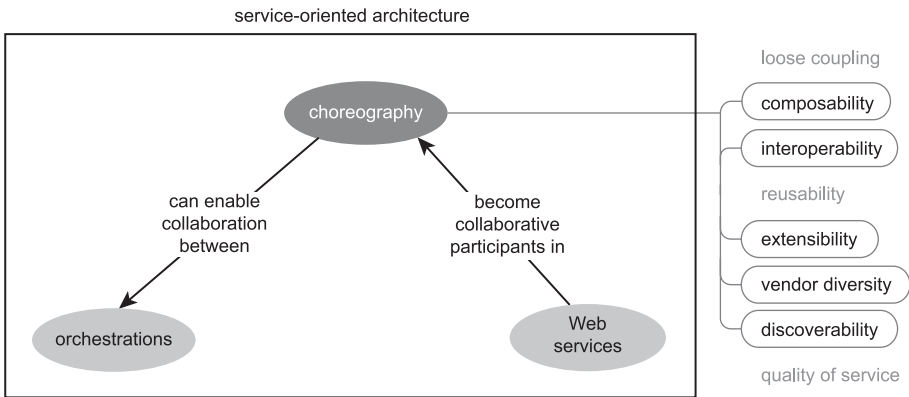 service-oriented architecture
choreography
can enable
collaboration
between
become
collaborative
participants in
orchestrations
Web
services
loose coupling
composability
interoperability
reusability
extensibility
vendor diversity
discoverability
quality of service